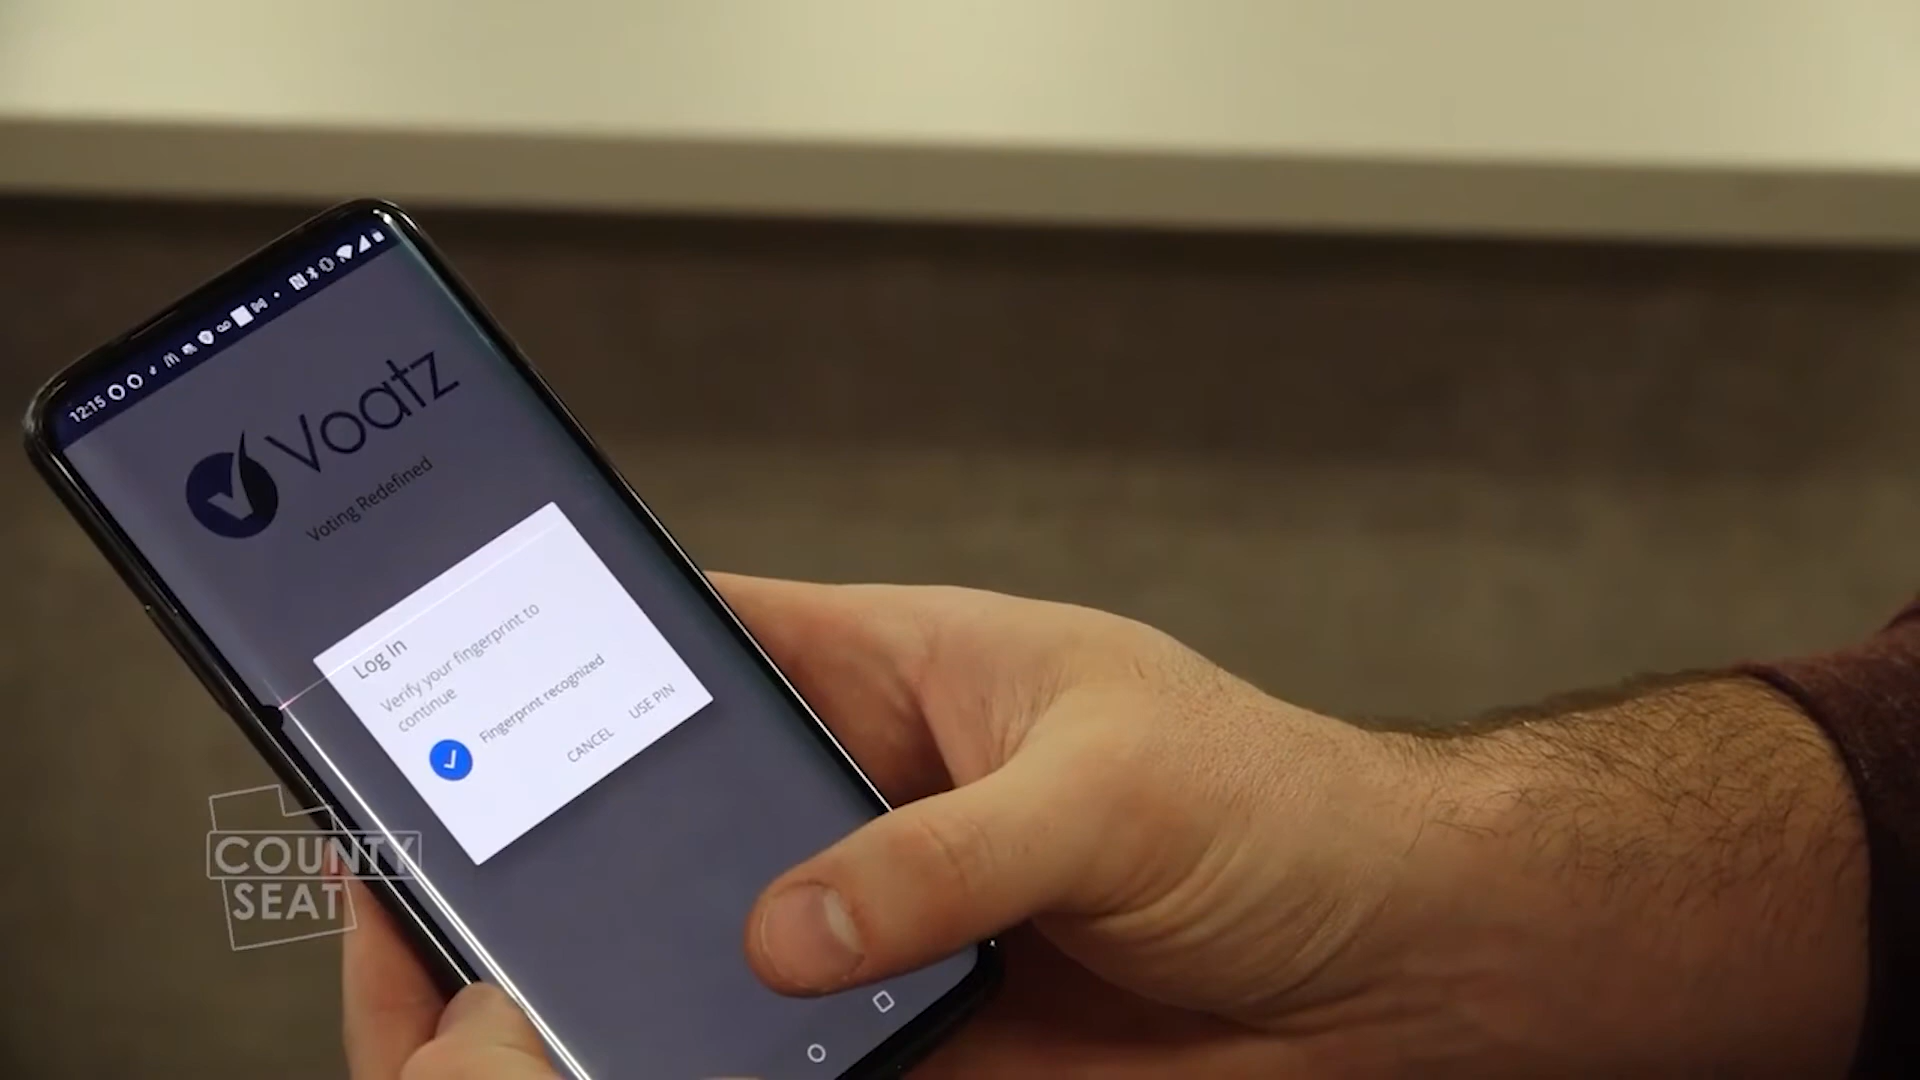 12:15
Voatz
Voting Redefined
Log In
Verify your fingerprint to
continue
Fingerprint recognized
CANCEL USE PIN
COUNTY
SEAT